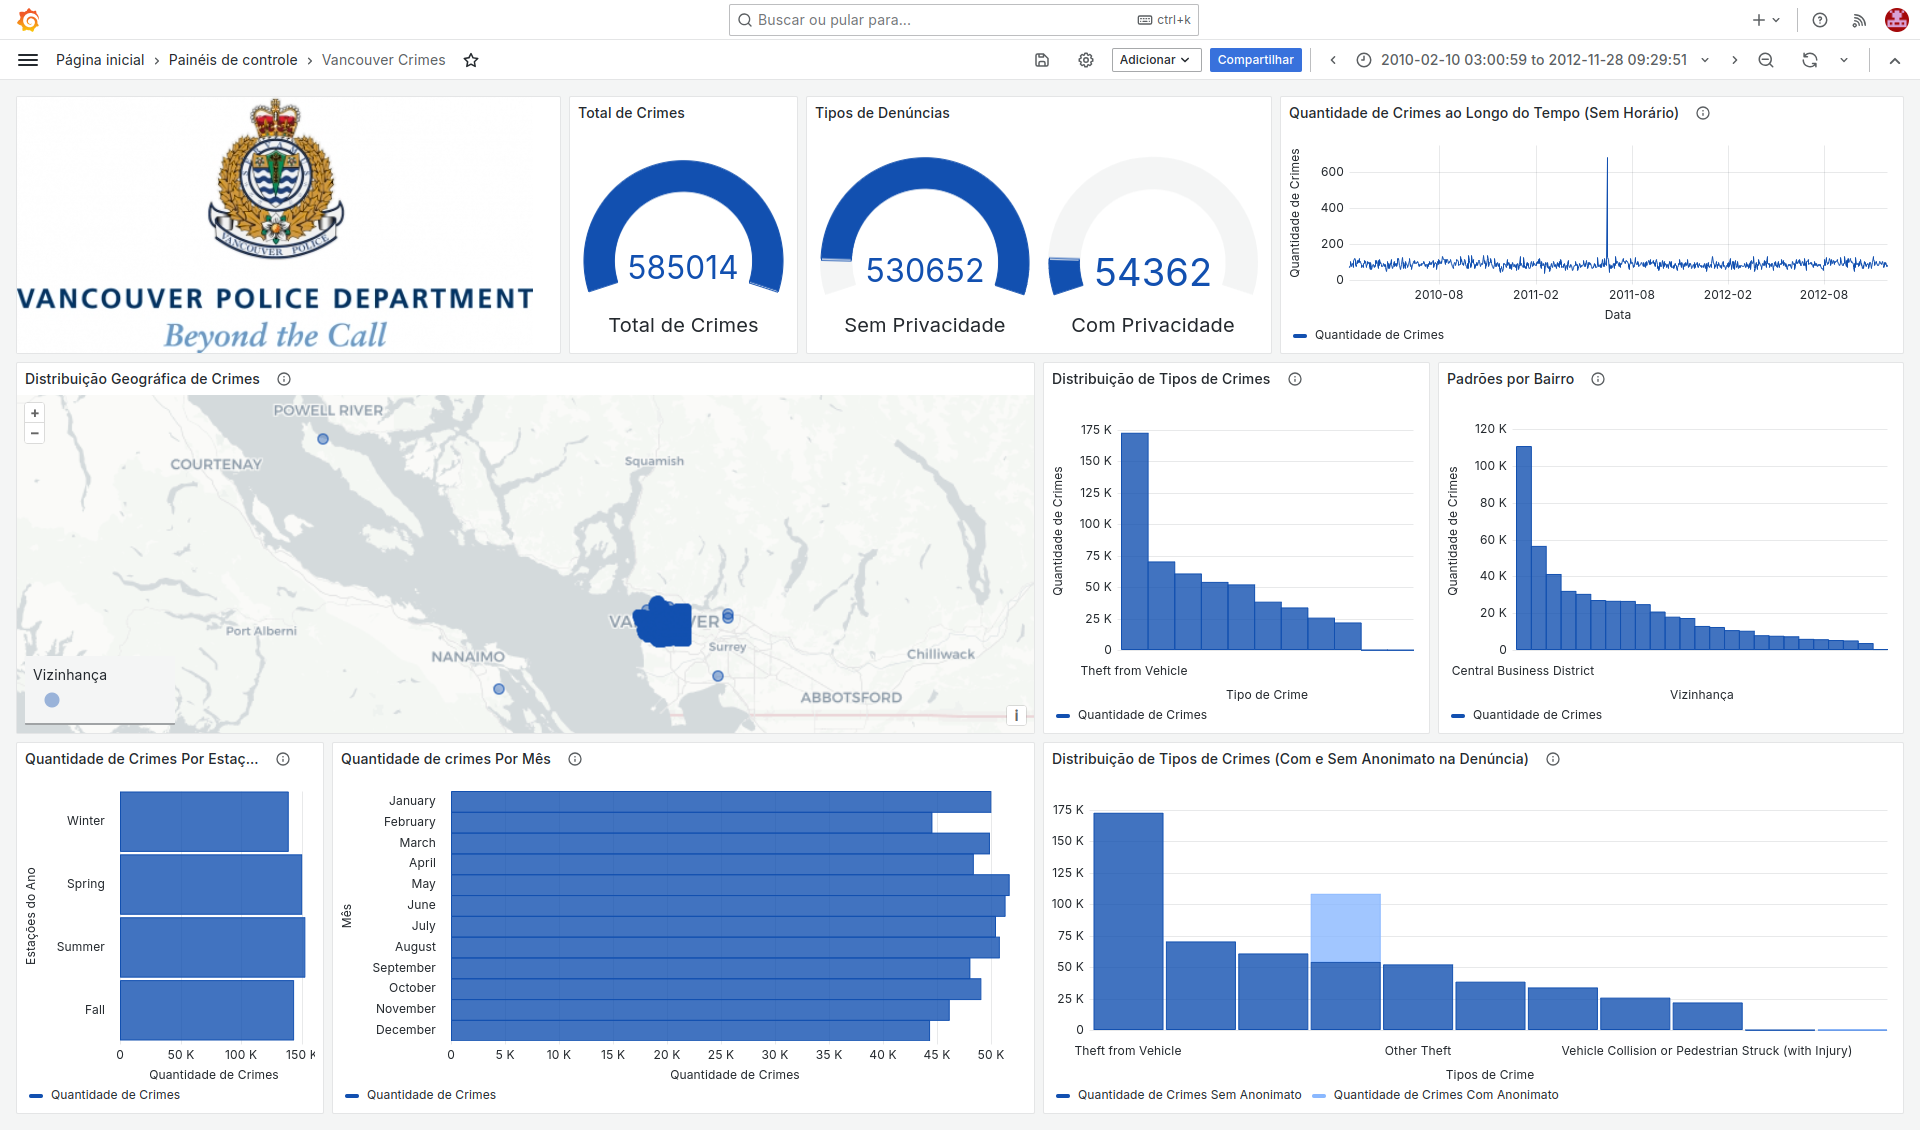 Buscar ou pular para...
ctrl+k
Página inicial › Painéis de controle › Vancouver Crimes
Adicionar
Compartilhar
2010-02-10 03:00:59 to 2012-11-28 09:29:51
VANCOUVER POLICE
VANCOUVER POLICE DEPARTMENT
Beyond the Call
Total de Crimes
585014
Total de Crimes
Tipos de Denúncias
530652
54362
Sem Privacidade
Com Privacidade
Quantidade de Crimes ao Longo do Tempo (Sem Horário)
Quantidade de Crimes
600
400
200
0
2010-08
2011-02
2011-08
2012-02
2012-08
Data
Quantidade de Crimes
Distribuição Geográfica de Crimes
+
−
POWELL RIVER
COURTENAY
Squamish
Port Alberni
NANAIMO
Surrey
Chilliwack
ABBOTSFORD
Vizinhança
i
Distribuição de Tipos de Crimes
Quantidade de Crimes
175 K
150 K
125 K
100 K
75 K
50 K
25 K
0
Theft from Vehicle
Tipo de Crime
Quantidade de Crimes
Padrões por Bairro
Quantidade de Crimes
120 K
100 K
80 K
60 K
40 K
20 K
0
Central Business District
Vizinhança
Quantidade de Crimes
Quantidade de Crimes Por Estaç...
Estações do Ano
Winter
Spring
Summer
Fall
0
50 K
100 K
150 K
Quantidade de Crimes
Quantidade de Crimes
Quantidade de crimes Por Mês
Mês
January
February
March
April
May
June
July
August
September
October
November
December
0
5 K
10 K
15 K
20 K
25 K
30 K
35 K
40 K
45 K
50 K
Quantidade de Crimes
Quantidade de Crimes
Distribuição de Tipos de Crimes (Com e Sem Anonimato na Denúncia)
175 K
150 K
125 K
100 K
75 K
50 K
25 K
0
Theft from Vehicle
Other Theft
Vehicle Collision or Pedestrian Struck (with Injury)
Tipos de Crime
Quantidade de Crimes Sem Anonimato
Quantidade de Crimes Com Anonimato